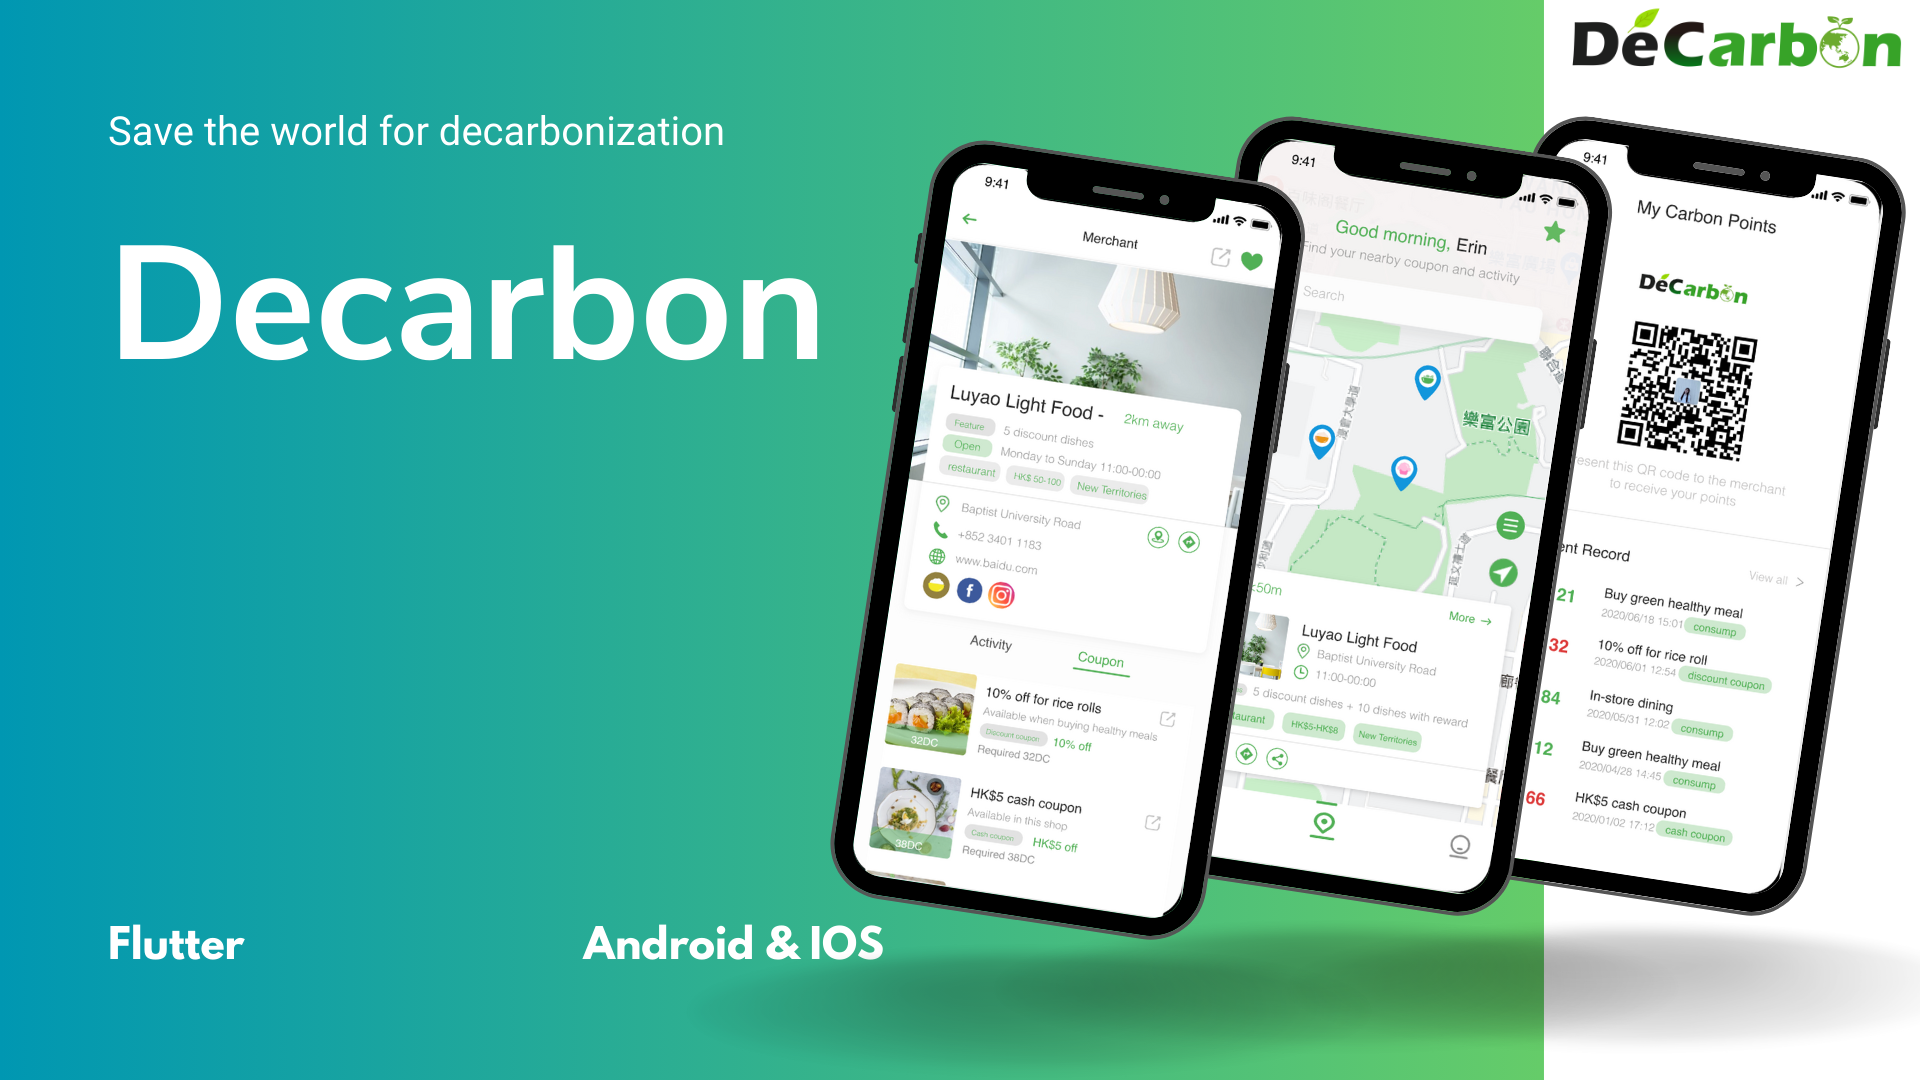 DéCarbon
Save the world for decarbonization
Decarbon
Flutter
Android & IOS
9:41
Merchant
Luyao Light Food -
2km away
Feature
5 discount dishes
Open
Monday to Sunday 11:00-00:00
restaurant
HK$ 50-100
New Territories
Baptist University Road
+852 3401 1183
www.baidu.com
Activity
Coupon
10% off for rice rolls
Available when buying healthy meals
Discount coupon
10% off
Required 32DC
32DC
HK$5 cash coupon
Available in this shop
Cash coupon
HK$5 off
Required 38DC
38DC
9:41
Good morning, Erin
Find your nearby coupon and activity
Search
樂富公園
聯合道
50m
More
Luyao Light Food
Baptist University Road
11:00-00:00
5 discount dishes + 10 dishes with reward
aurant
HK$5-HK$8
New Territories
9:41
My Carbon Points
DéCarbon
esent this QR code to the merchant
to receive your points
nt Record
View all
21
Buy green healthy meal
2020/06/18 15:01
consump
32
10% off for rice roll
2020/06/01 12:54
discount coupon
84
In-store dining
2020/05/31 12:02
consump
12
Buy green healthy meal
2020/04/28 14:45
consump
66
HK$5 cash coupon
2020/01/02 17:12
cash coupon